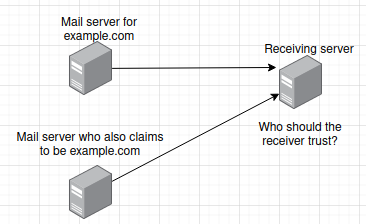 Mail server for
example.com
Receiving server
Mail server who also claims
to be example.com
Who should the
receiver trust?